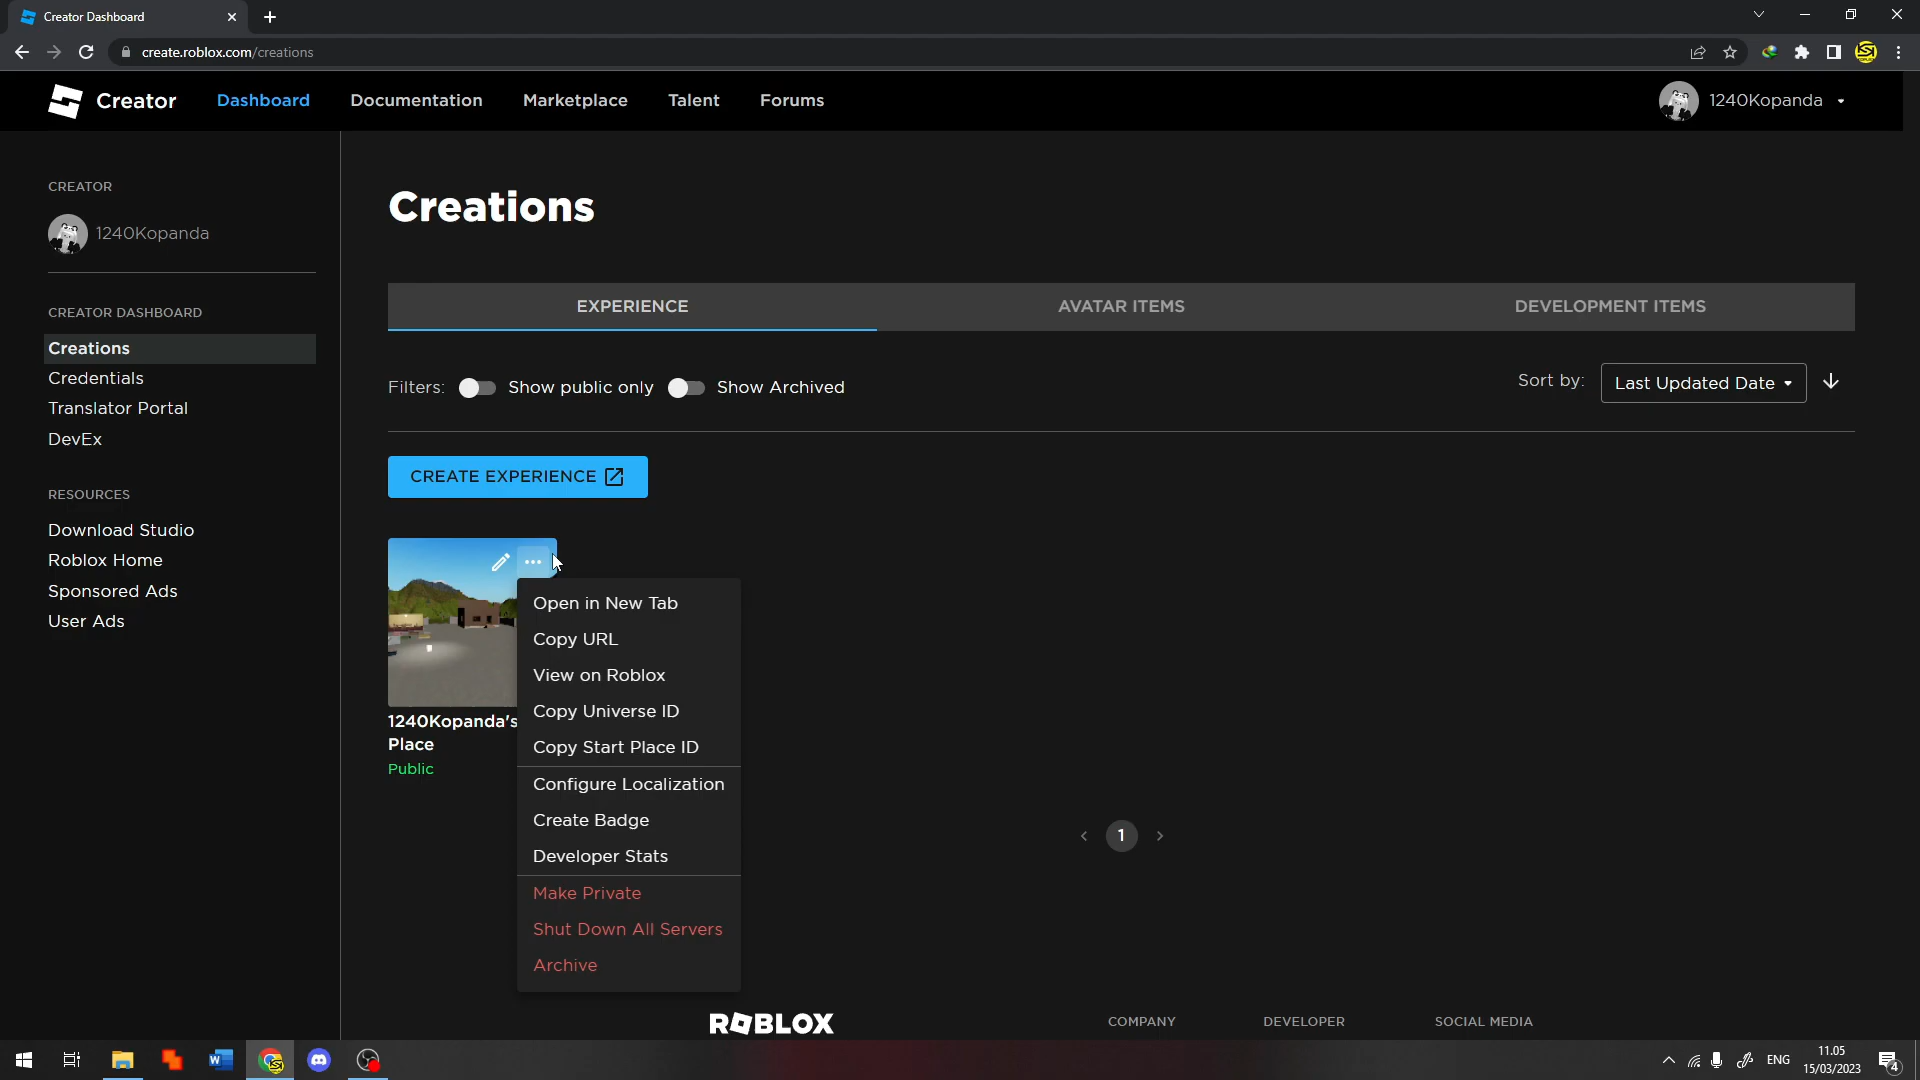 Creator Dashboard
create.roblox.com/creations
Creator
Dashboard
Documentation
Marketplace
Talent
Forums
1240Kopanda
CREATOR
1240Kopanda
CREATOR DASHBOARD
Creations
Credentials
Translator Portal
DevEx
RESOURCES
Download Studio
Roblox Home
Sponsored Ads
User Ads
Creations
EXPERIENCE
AVATAR ITEMS
DEVELOPMENT ITEMS
Filters:
Show public only
Show Archived
Sort by:
Last Updated Date
CREATE EXPERIENCE
1240Kopanda's
Place
Public
Open in New Tab
Copy URL
View on Roblox
Copy Universe ID
Copy Start Place ID
Configure Localization
Create Badge
Developer Stats
Make Private
Shut Down All Servers
Archive
1
ROBLOX
COMPANY
DEVELOPER
SOCIAL MEDIA
ENG
11.05
15/03/2023
4